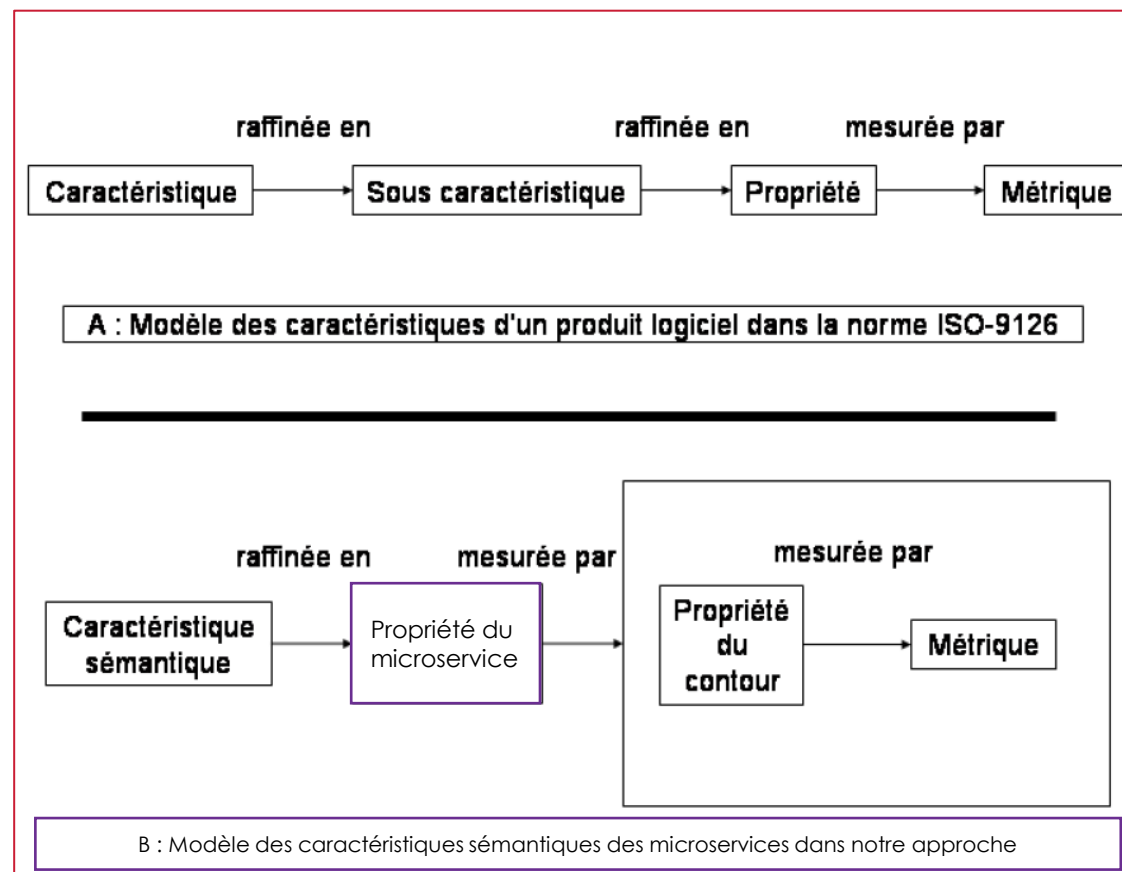 raffinée en raffinée en mesurée par
Caractéristique Sous caractéristique Propriété Métrique
A : Modèle des caractéristiques d'un produit logiciel dans la norme ISO-9126
raffinée en mesurée par mesurée par
Caractéristique
sémantique
Propriété du
microservice
Propriété
du
contour
Métrique
B : Modèle des caractéristiques sémantiques des microservices dans notre approche